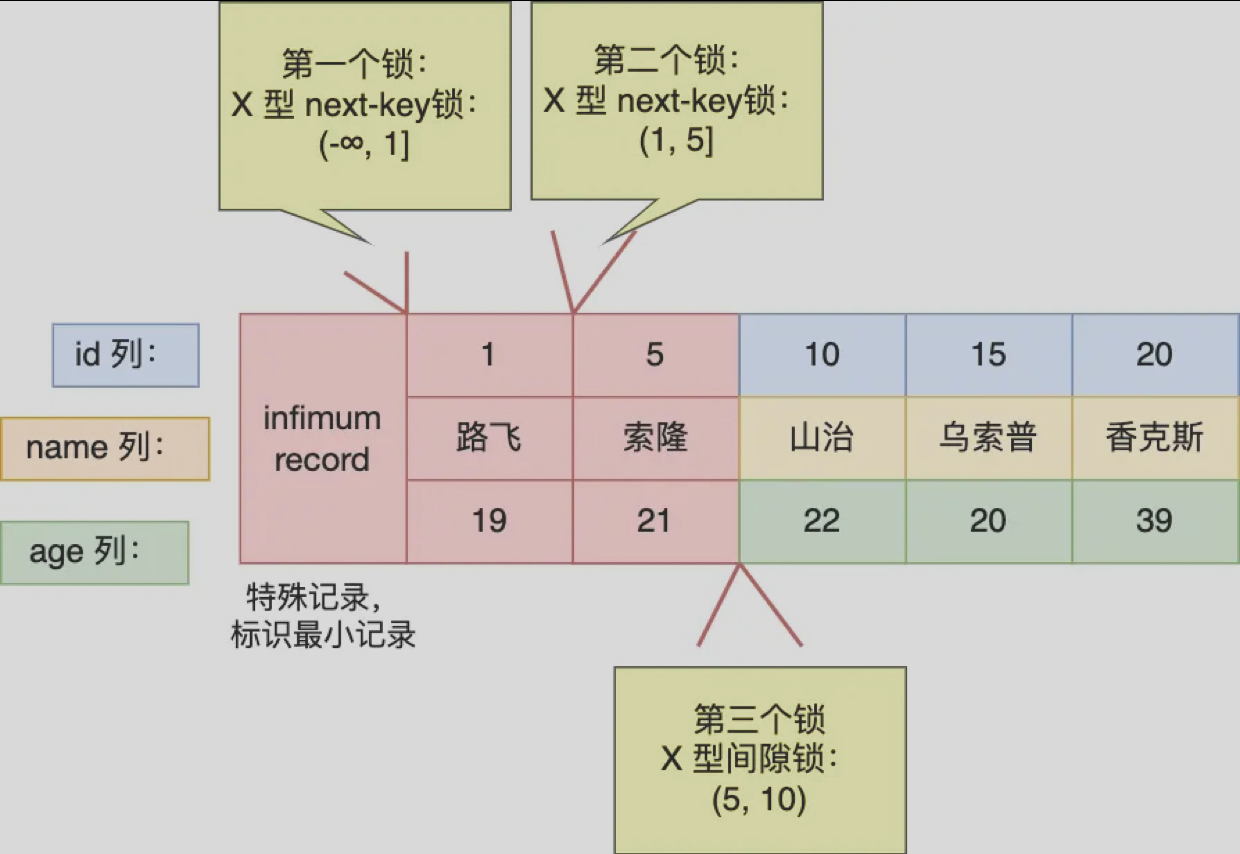 第一个锁：
X 型 next-key锁：
(-∞, 1]
第二个锁：
X 型 next-key锁：
(1, 5]
id 列：
1
5
10
15
20
name 列：
infimum
record
路飞
索隆
山治
乌索普
香克斯
age 列：
19
21
22
20
39
特殊记录，
标识最小记录
第三个锁
X 型间隙锁：
(5, 10)